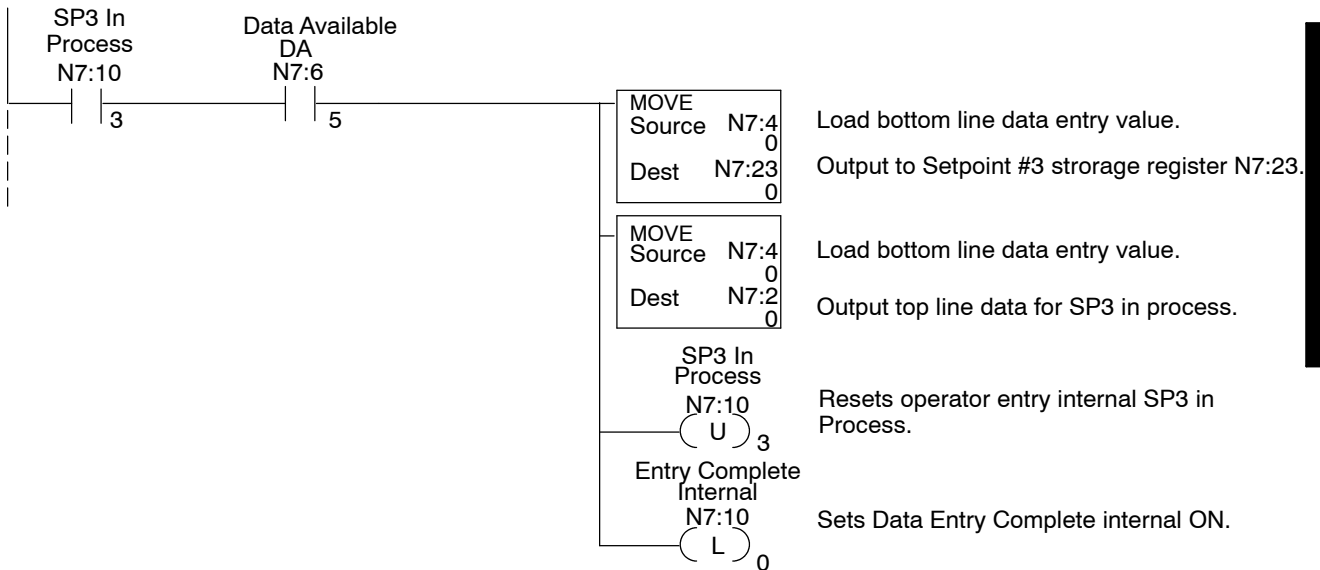 SP3 In
Process
N7:10
3
Data Available
DA
N7:6
5
MOVE
Source N7:4
0
Dest N7:23
0
Load bottom line data entry value.
Output to Setpoint #3 strorage register N7:23.
MOVE
Source N7:4
0
Dest N7:2
0
Load bottom line data entry value.
Output top line data for SP3 in process.
SP3 In
Process
N7:10
U
3
Resets operator entry internal SP3 in
Process.
Entry Complete
Internal
N7:10
L
0
Sets Data Entry Complete internal ON.